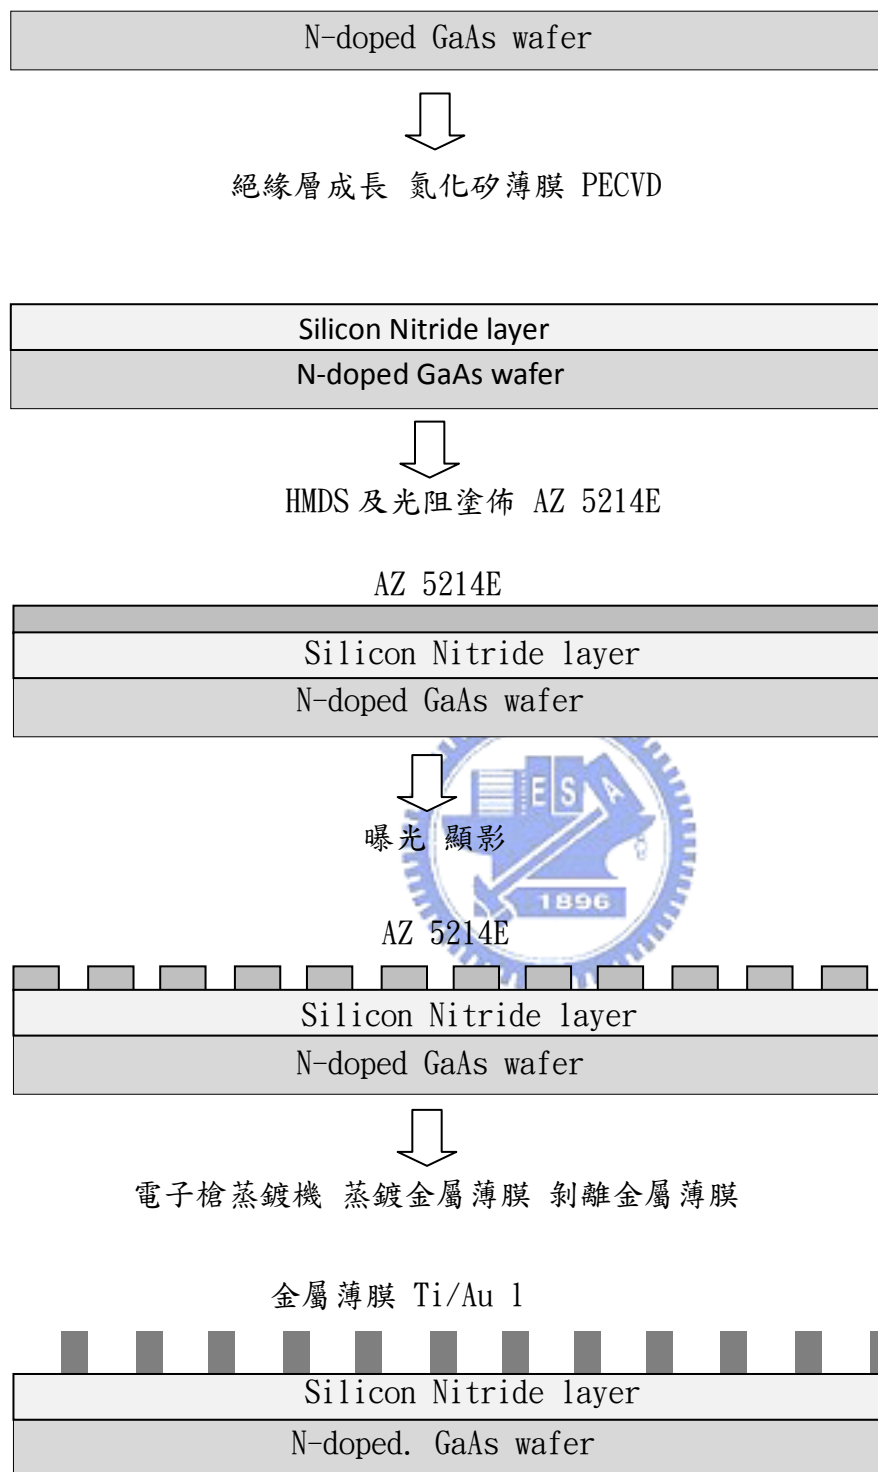 N-doped GaAs wafer
絕緣層成長 氮化矽薄膜 PECVD
Silicon Nitride layer
N-doped GaAs wafer
HMDS 及光阻塗佈 AZ 5214E
AZ 5214E
Silicon Nitride layer
N-doped GaAs wafer
ESA
曝光 顯影
1896
AZ 5214E
Silicon Nitride layer
N-doped GaAs wafer
電子槍蒸鍍機 蒸鍍金屬薄膜 剝離金屬薄膜
金屬薄膜 Ti/Au l
Silicon Nitride layer
N-doped. GaAs wafer